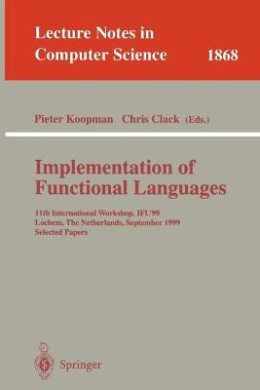 Lecture Notes in
Computer Science 1868
Pieter Koopman Chris Clack (Eds.)
Implementation of
Functional Languages
11th International Workshop, IFL'99
Lochem, The Netherlands, September 1999
Selected Papers
Springer